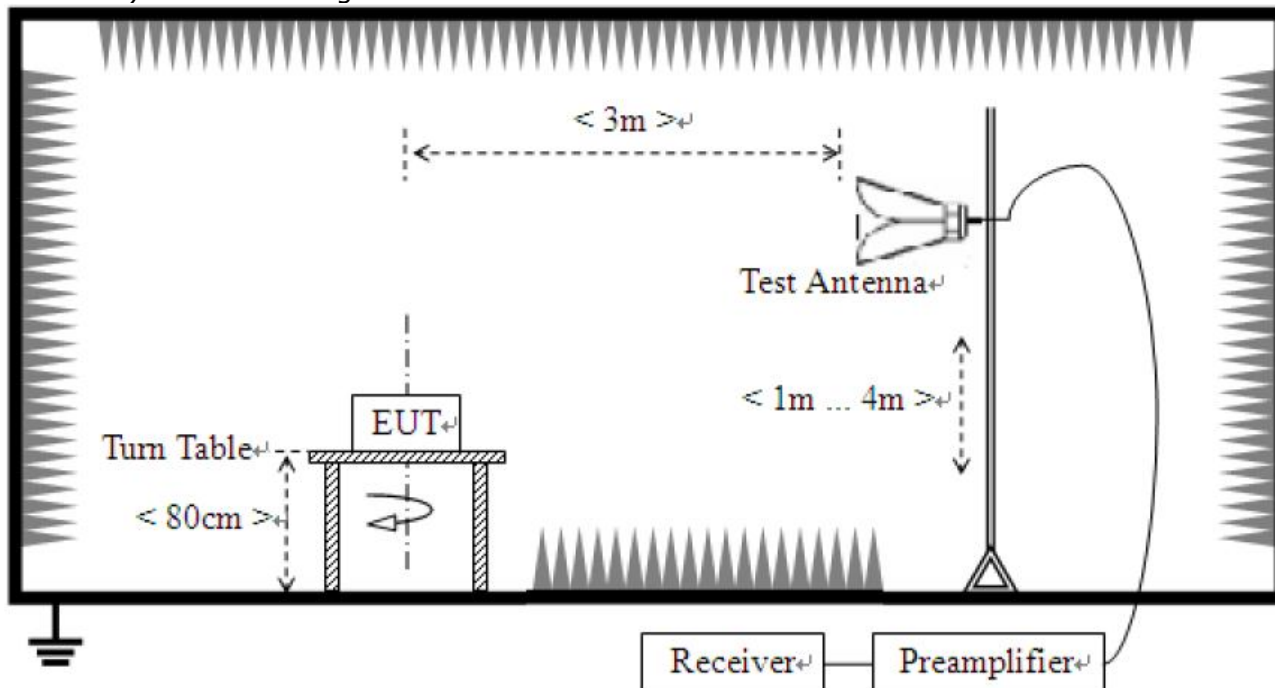 < 3m >↵
Test Antenna↵
< 1m ... 4m >↵
EUT↵
Turn Table↵
< 80cm >↵
Receiver
Preamplifier↵